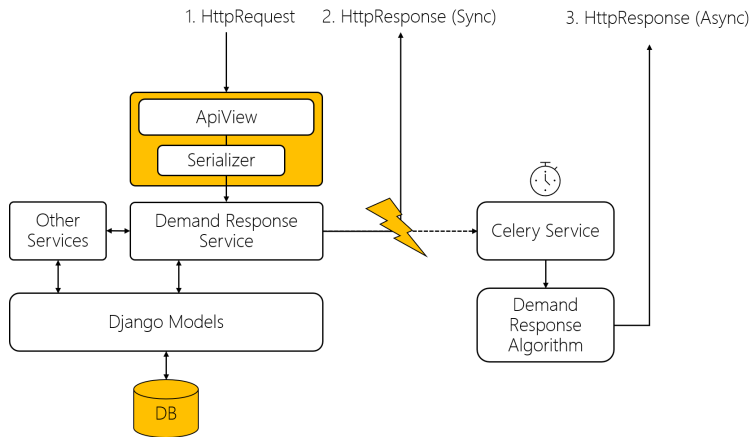 1. HttpRequest
2. HttpResponse (Sync)
3. HttpResponse (Async)
ApiView
Serializer
Other
Services
Demand Response
Service
Celery Service
Django Models
Demand
Response
Algorithm
DB